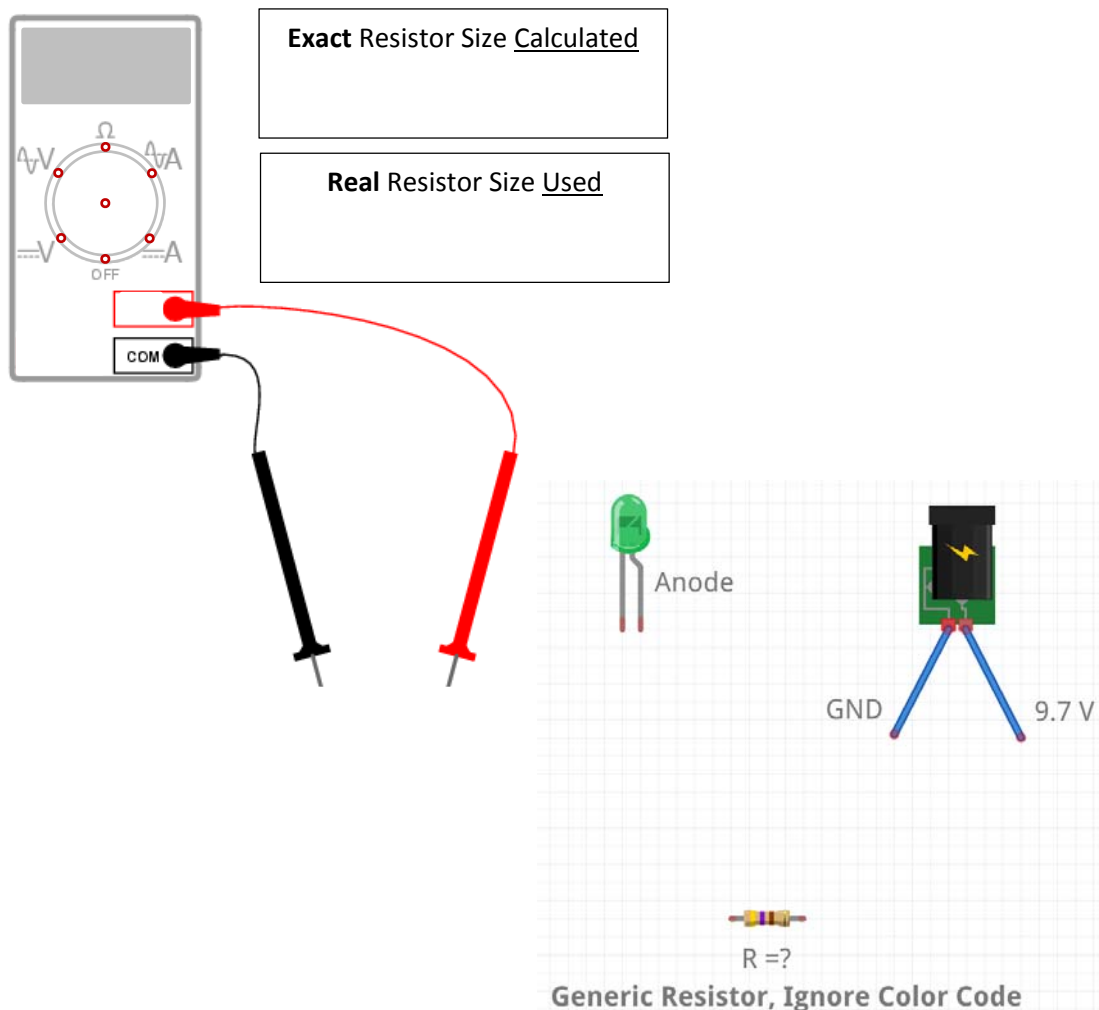 Exact Resistor Size Calculated
Real Resistor Size Used
Ω
V
A
V
A
OFF
COM
Anode
GND
9.7 V
R =?
Generic Resistor, Ignore Color Code